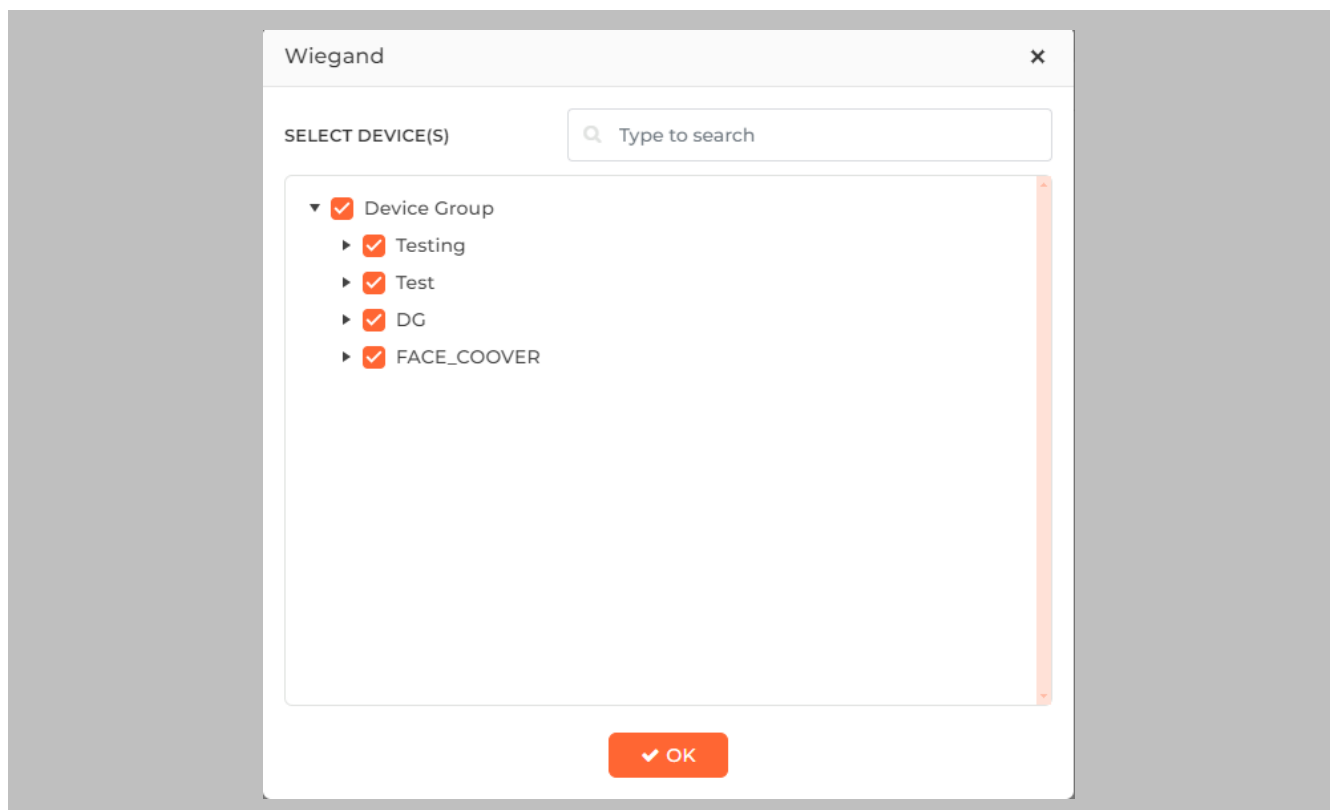 Wiegand
SELECT DEVICE(S)
Type to search
Device Group
Testing
Test
DG
FACE_COOVER
OK